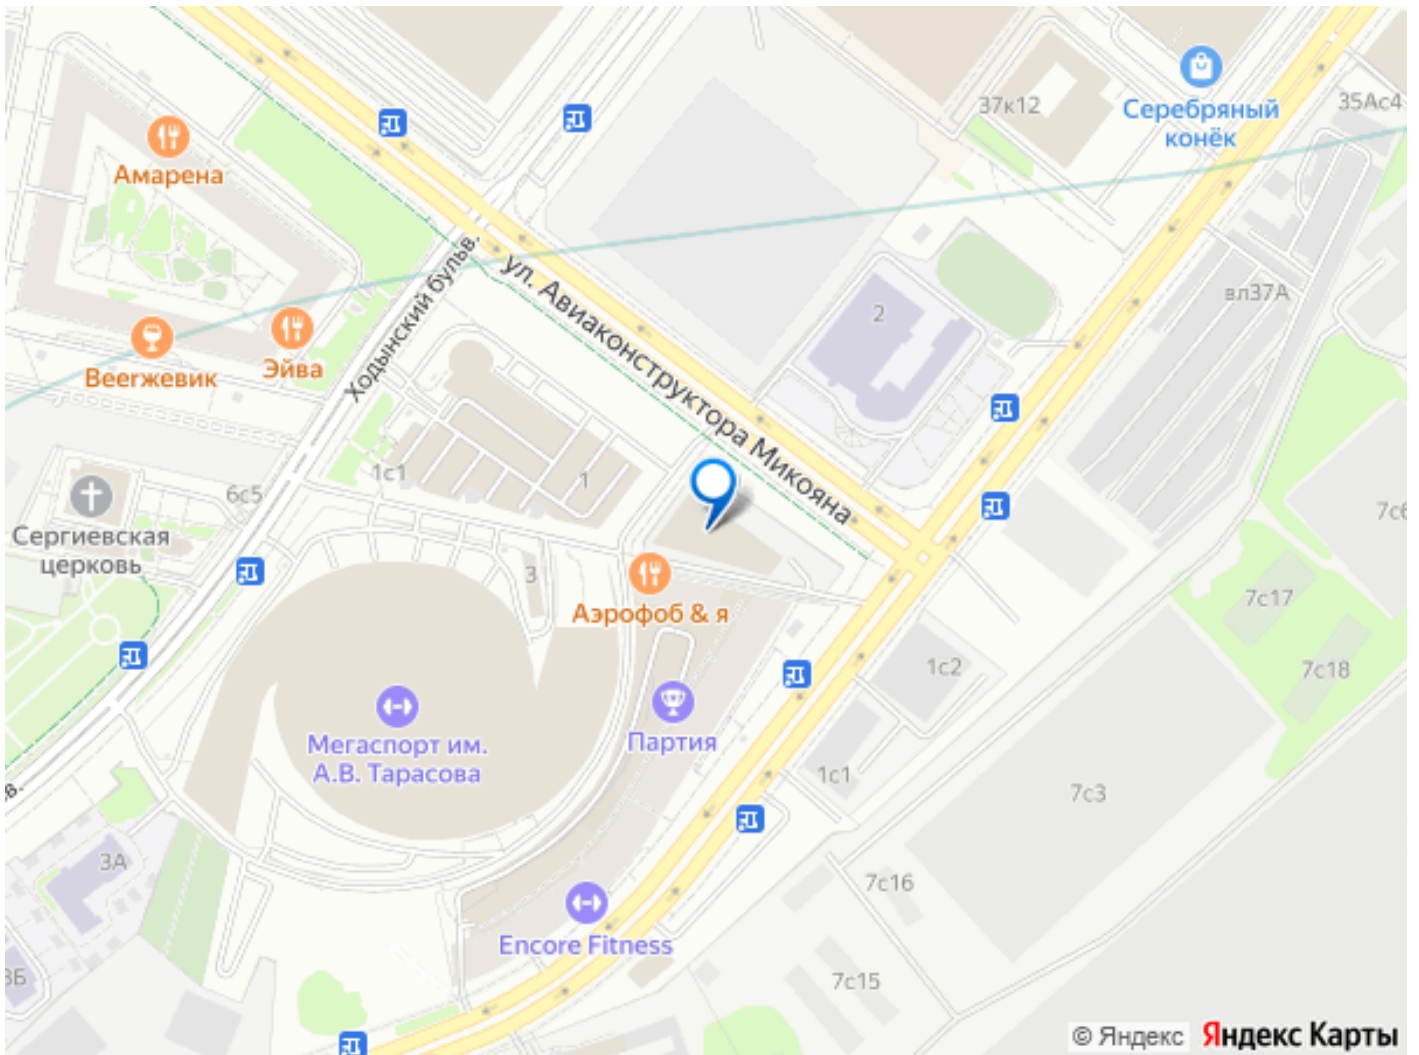 37к12
35Ас4
Серебряный
конёк
Амарена
Ходынский бульв.
ул. Авиаконструктора Микояна
вл37А
2
Веегжевик
Эйва
1с1
1
6с5
Сергиевская
церковь
3
Аэрофоб & я
7с17
7с18
1с2
Мегаспорт им.
А.В. Тарасова
Партия
1с1
7с3
3А
7с16
Encore Fitness
7с15
© Яндекс
Яндекс Карты